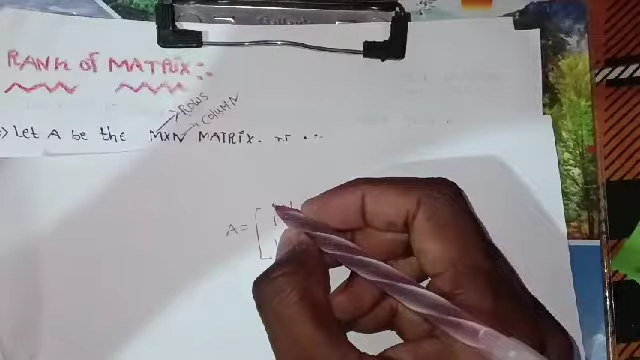 RANK OF MATRIX:-
ROWS
COLUMN
Let A be the MXN MATRIX.
A = [